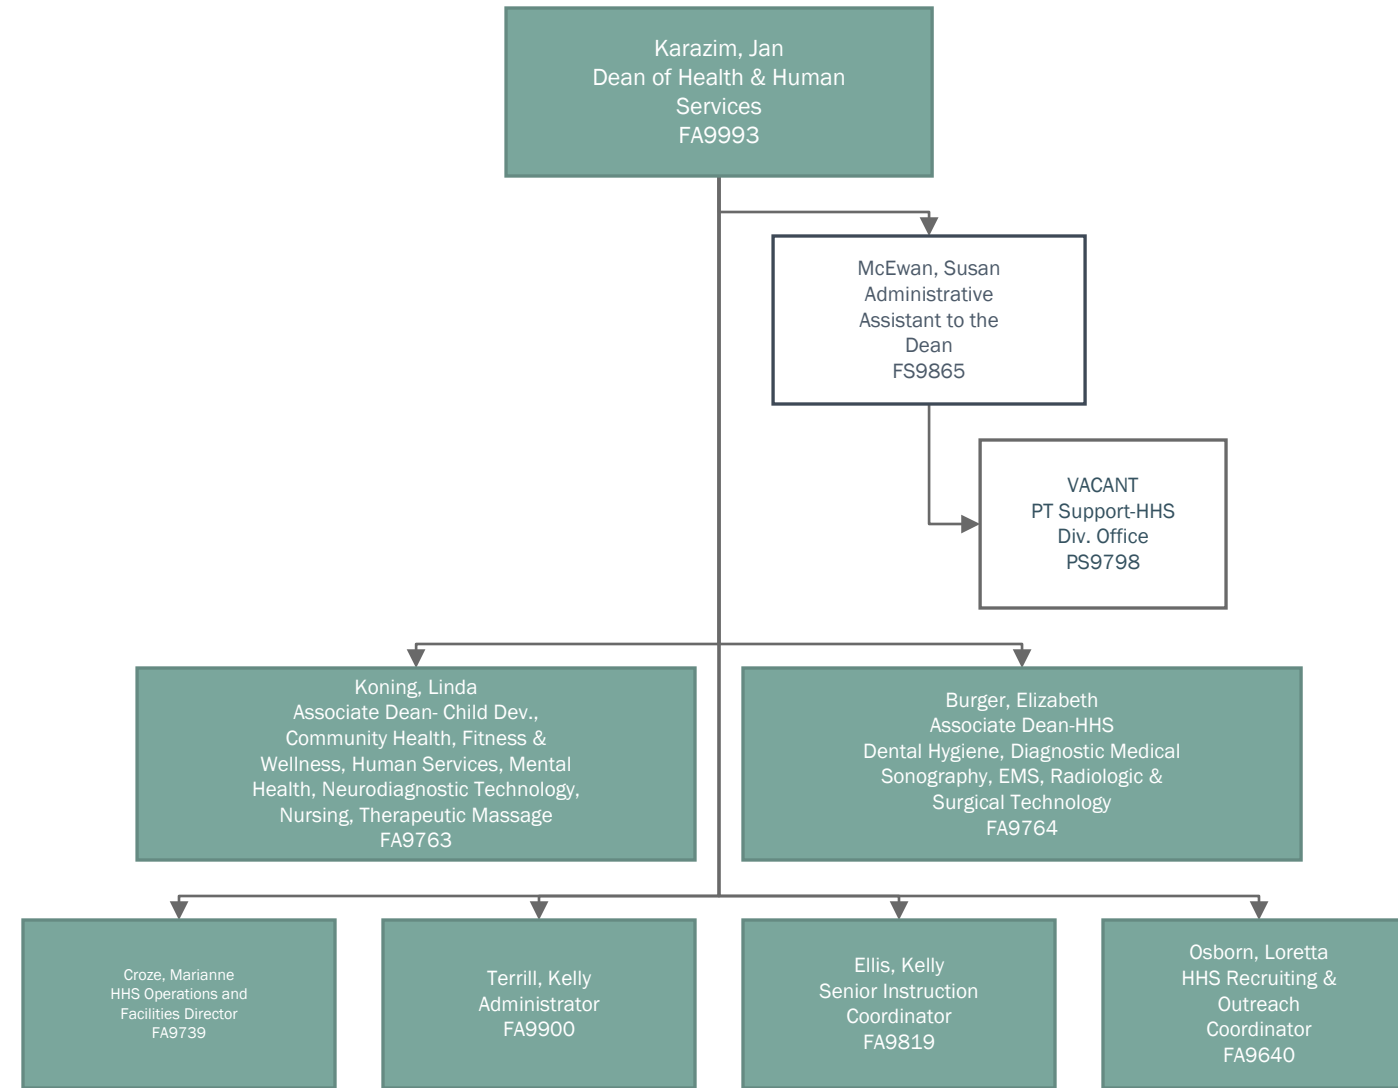 Karazim, Jan
Dean of Health & Human
Services
FA9993
McEwan, Susan
Administrative
Assistant to the
Dean
FS9865
VACANT
PT Support-HHS
Div. Office
PS9798
Koning, Linda
Associate Dean- Child Dev.,
Community Health, Fitness &
Wellness, Human Services, Mental
Health, Neurodiagnostic Technology,
Nursing, Therapeutic Massage
FA9763
Burger, Elizabeth
Associate Dean-HHS
Dental Hygiene, Diagnostic Medical
Sonography, EMS, Radiologic &
Surgical Technology
FA9764
Croze, Marianne
HHS Operations and
Facilities Director
FA9739
Terrill, Kelly
Administrator
FA9900
Ellis, Kelly
Senior Instruction
Coordinator
FA9819
Osborn, Loretta
HHS Recruiting &
Outreach
Coordinator
FA9640